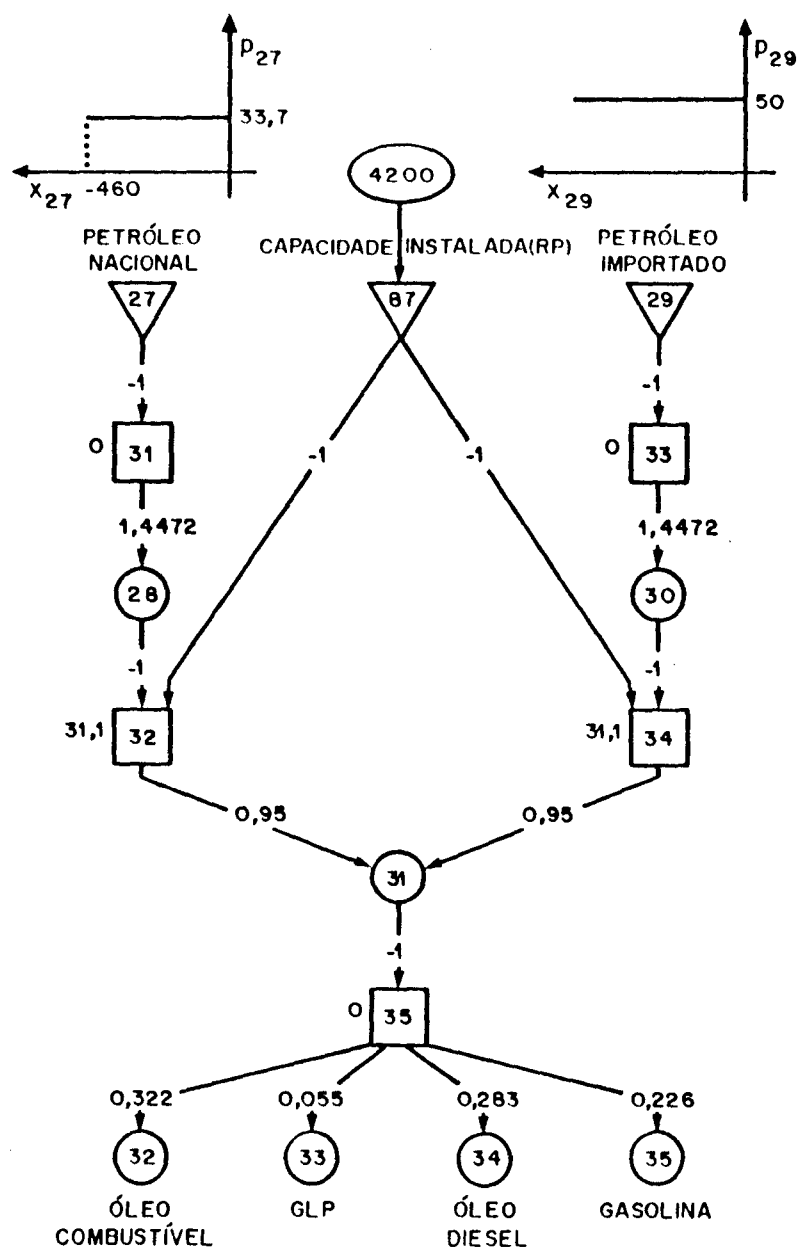 P27
P29
33,7
50
4200
X27
-460
X29
PETRÓLEO
NACIONAL
CAPACIDADE INSTALADA(RP)
PETRÓLEO
IMPORTADO
27
87
29
-1
-1
0
31
-1
-1
0
33
1,4472
1,4472
28
30
-1
-1
31,1
32
31,1
34
0,95
0,95
31
-1
0
35
0,322
0,055
0,283
0,226
32
33
34
35
ÓLEO
COMBUSTÍVEL
GLP
ÓLEO
DIESEL
GASOLINA